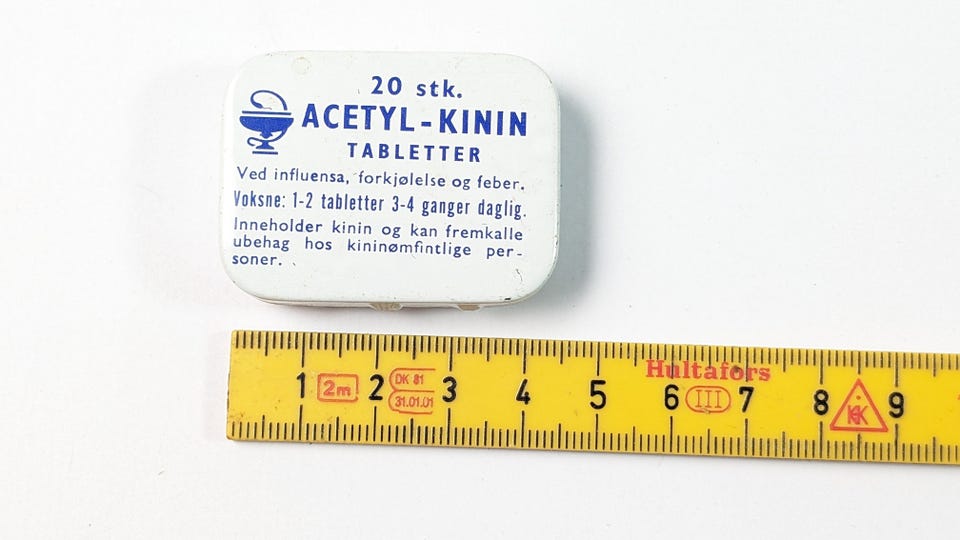 20 stk.
ACETYL-KININ
TABLETTER
Ved influensa, forkjølelse og feber.
Voksne: 1-2 tabletter 3-4 ganger daglig.
Inneholder kinin og kan fremkalle
ubehag hos kininømfintlige per-
soner.
Hultafors
1 2m 2 DK 81 3 4 5 6 III 7 8 9
31.01.01